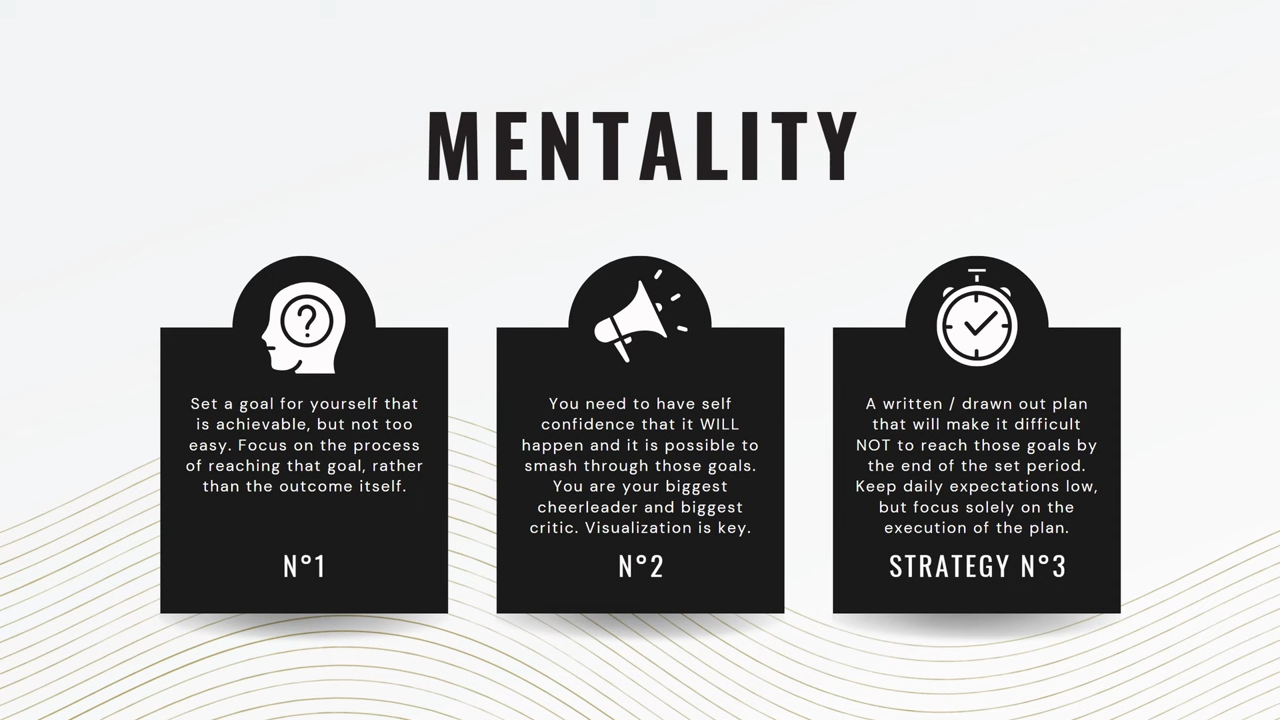 MENTALITY
Set a goal for yourself that
is achievable, but not too
easy. Focus on the process
of reaching that goal, rather
than the outcome itself.
N°1
You need to have self
confidence that it WILL
happen and it is possible to
smash through those goals.
You are your biggest
cheerleader and biggest
critic. Visualization is key.
N°2
A written / drawn out plan
that will make it difficult
NOT to reach those goals by
the end of the set period.
Keep daily expectations low,
but focus solely on the
execution of the plan.
STRATEGY N°3